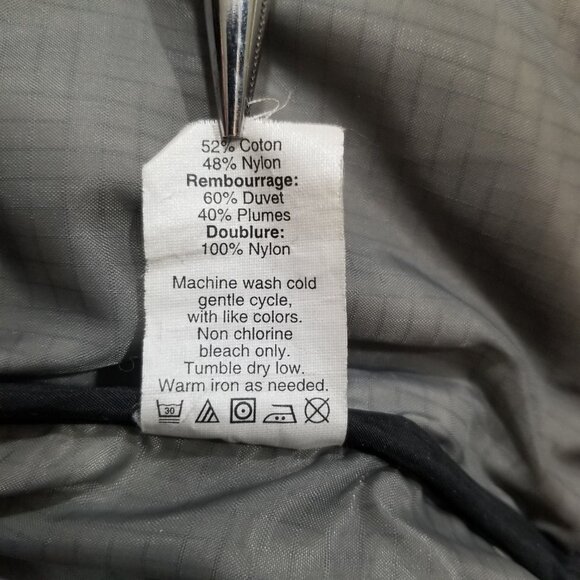 52% Coton
48% Nylon
Rembourrage:
60% Duvet
40% Plumes
Doublure:
100% Nylon
Machine wash cold
gentle cycle,
with like colors.
Non chlorine
bleach only.
Tumble dry low.
Warm iron as needed.
30